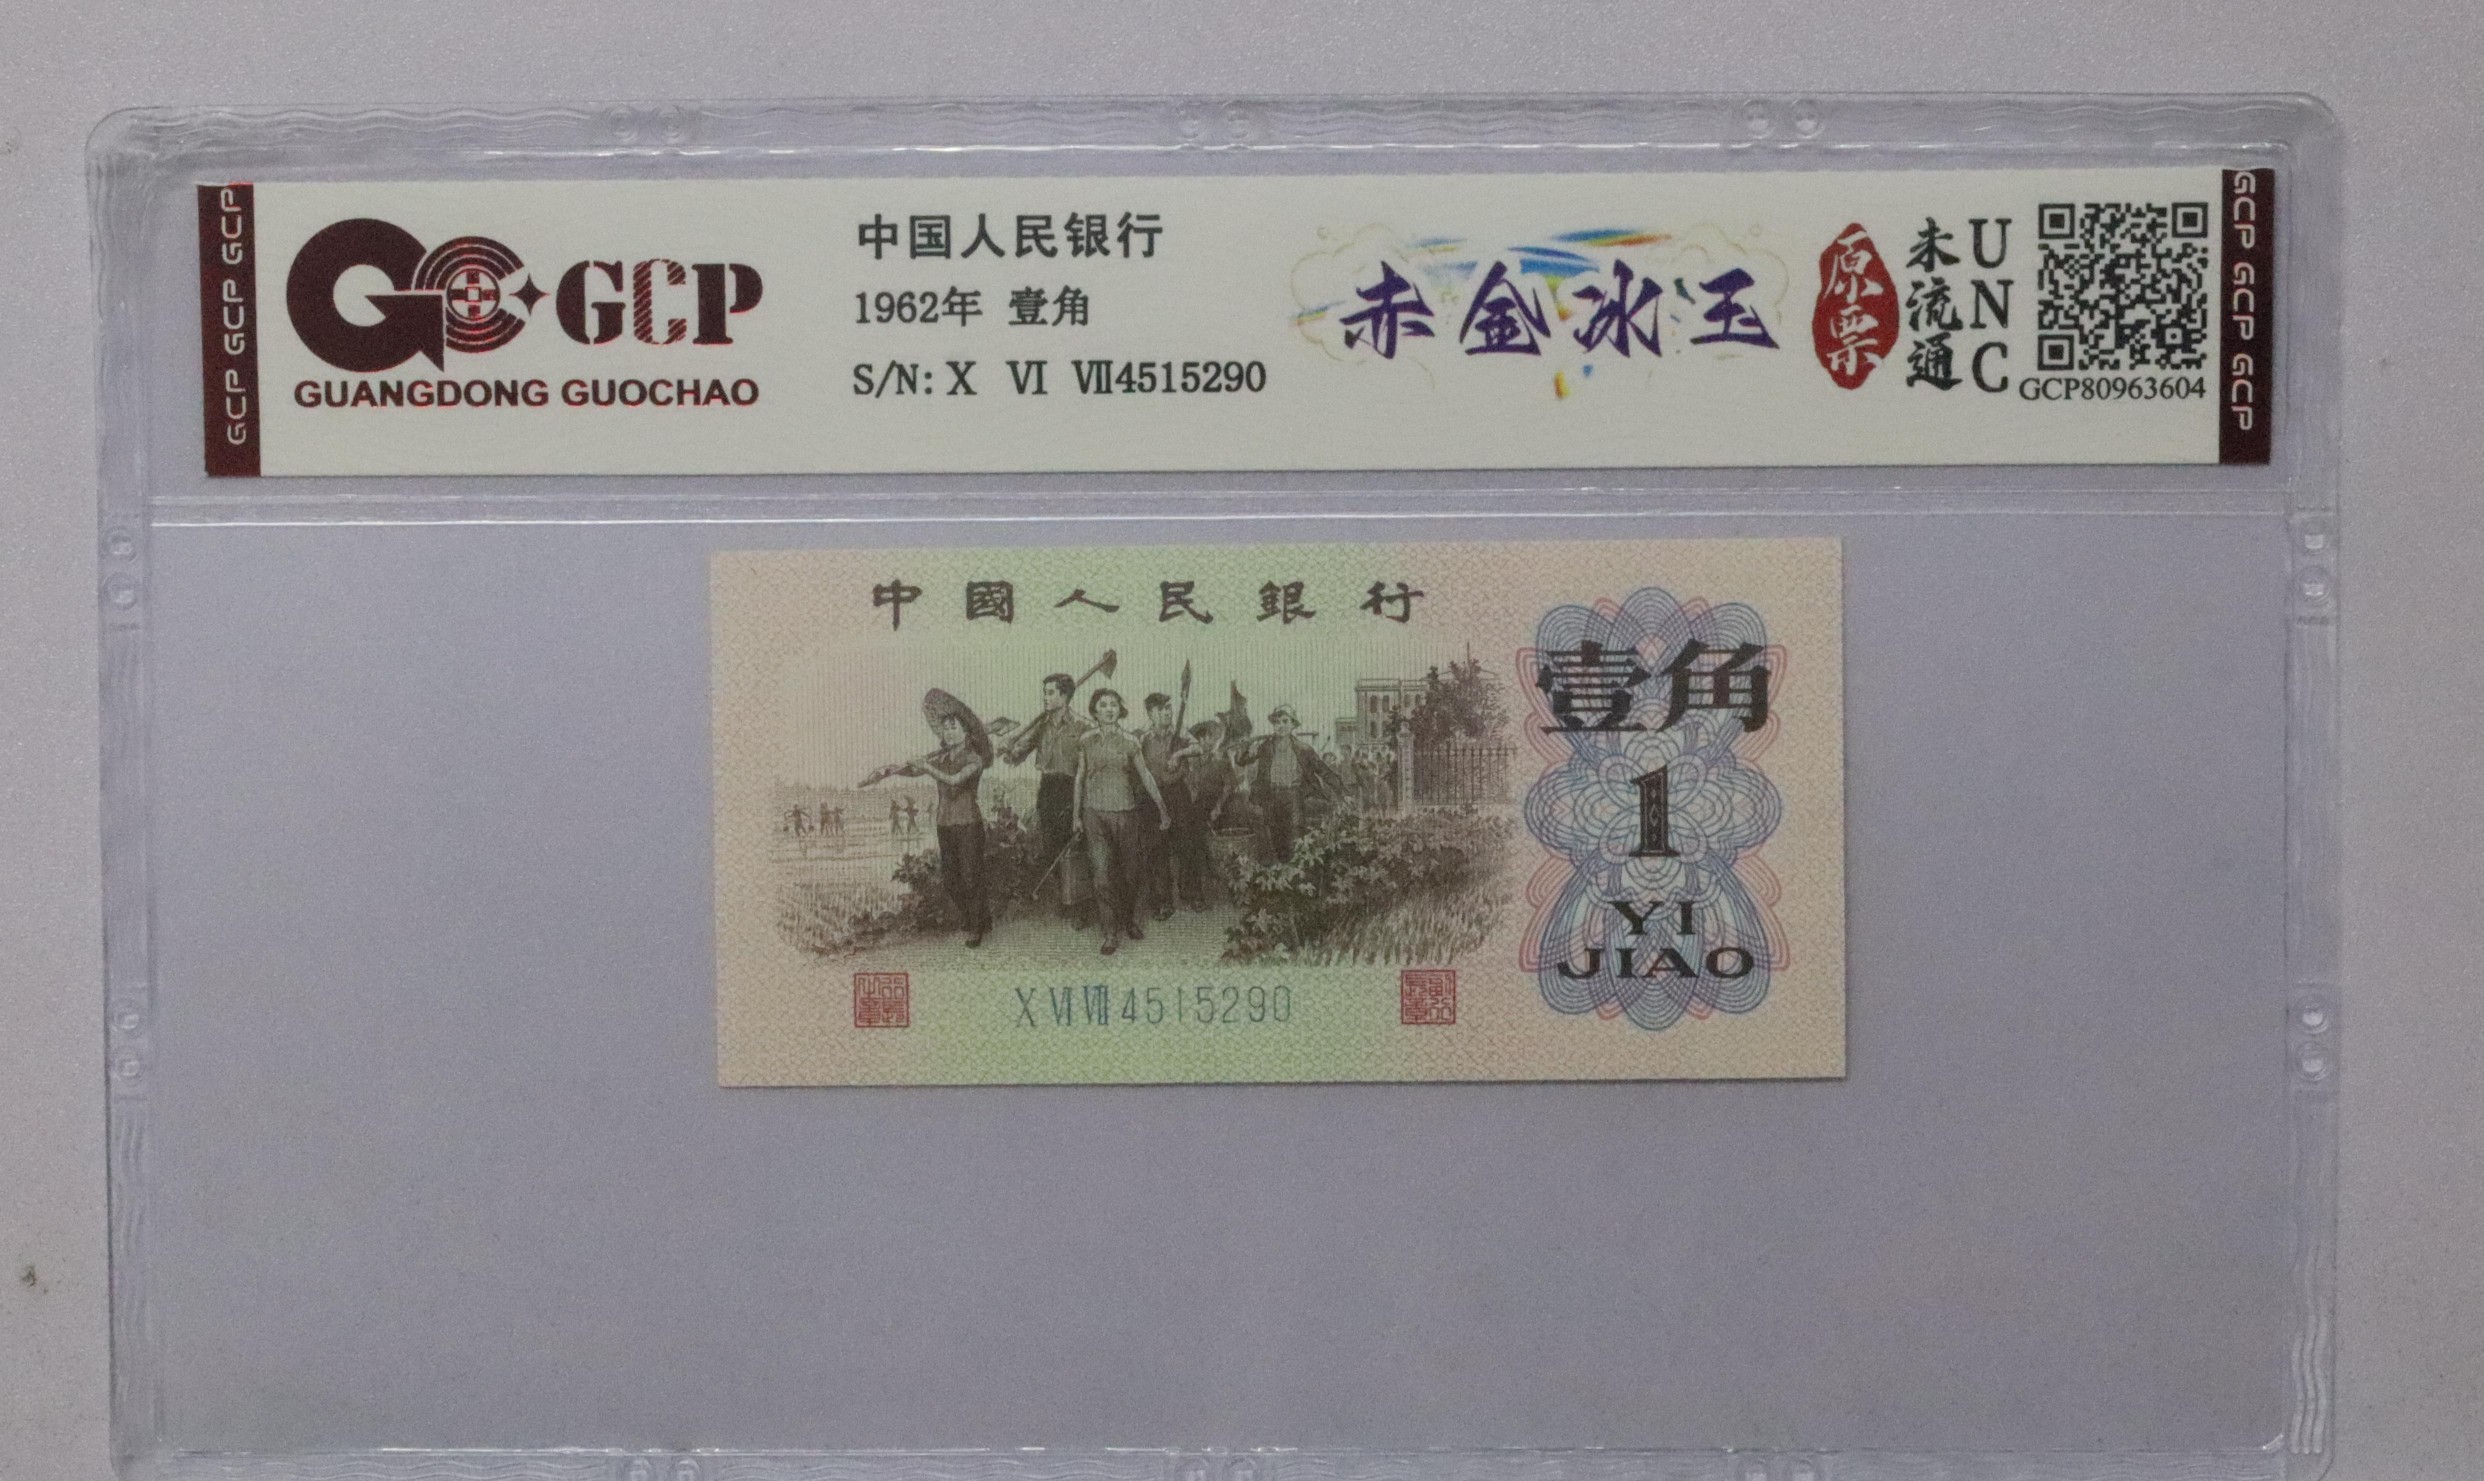 GCP GCP GCP
GCP
GUANGDONG GUOCHAO
中国人民银行
1962年 壹角
S/N: X VI VII4515290
赤金冰玉
原票
未流通
UNC
GCP80963604
GCP GCP GCP
中國人民銀行
壹角
1
YI
JIAO
X VI VII 4515290